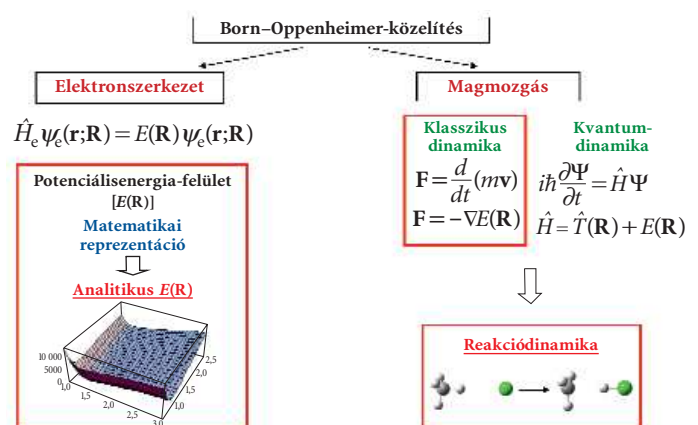 Born–Oppenheimer-közelítés
Elektronszerkezet
Ĥₑψₑ(r;R) = E(R)ψₑ(r;R)
Potenciálisenergia-felület
[E(R)]
Matematikai
reprezentáció
Analitikus E(R)
10 000
5000
0
1,0
1,5
2,0
2,5
3,0
1,0
1,5
2,0
2,5
Magmozgás
Klasszikus
dinamika
F = d/dt (mv)
F = −∇E(R)
Kvantum-
dinamika
iħ ∂Ψ/∂t = ĤΨ
Ĥ = T̂(R) + E(R)
Reakciódinamika